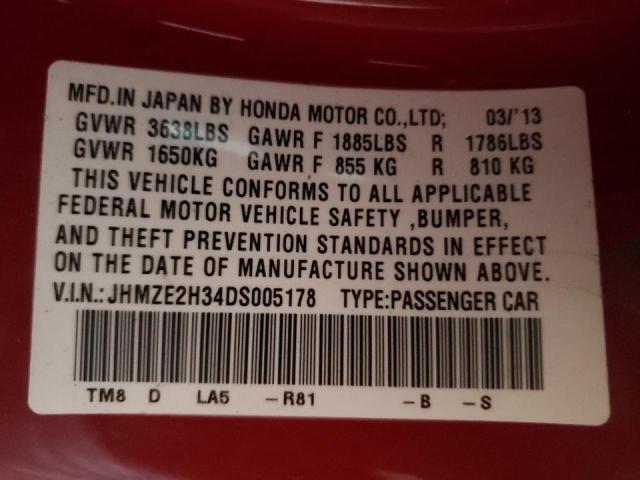 MFD.IN JAPAN BY HONDA MOTOR CO.,LTD; 03/'13
GVWR 3638LBS GAWR F 1885LBS R 1786LBS
GVWR 1650KG GAWR F 855 KG R 810 KG
THIS VEHICLE CONFORMS TO ALL APPLICABLE
FEDERAL MOTOR VEHICLE SAFETY ,BUMPER,
AND THEFT PREVENTION STANDARDS IN EFFECT
ON THE DATE OF MANUFACTURE SHOWN ABOVE.
V.I.N.:JHMZE2H34DS005178 TYPE:PASSENGER CAR
TM8 D LA5 -R81 -B -S